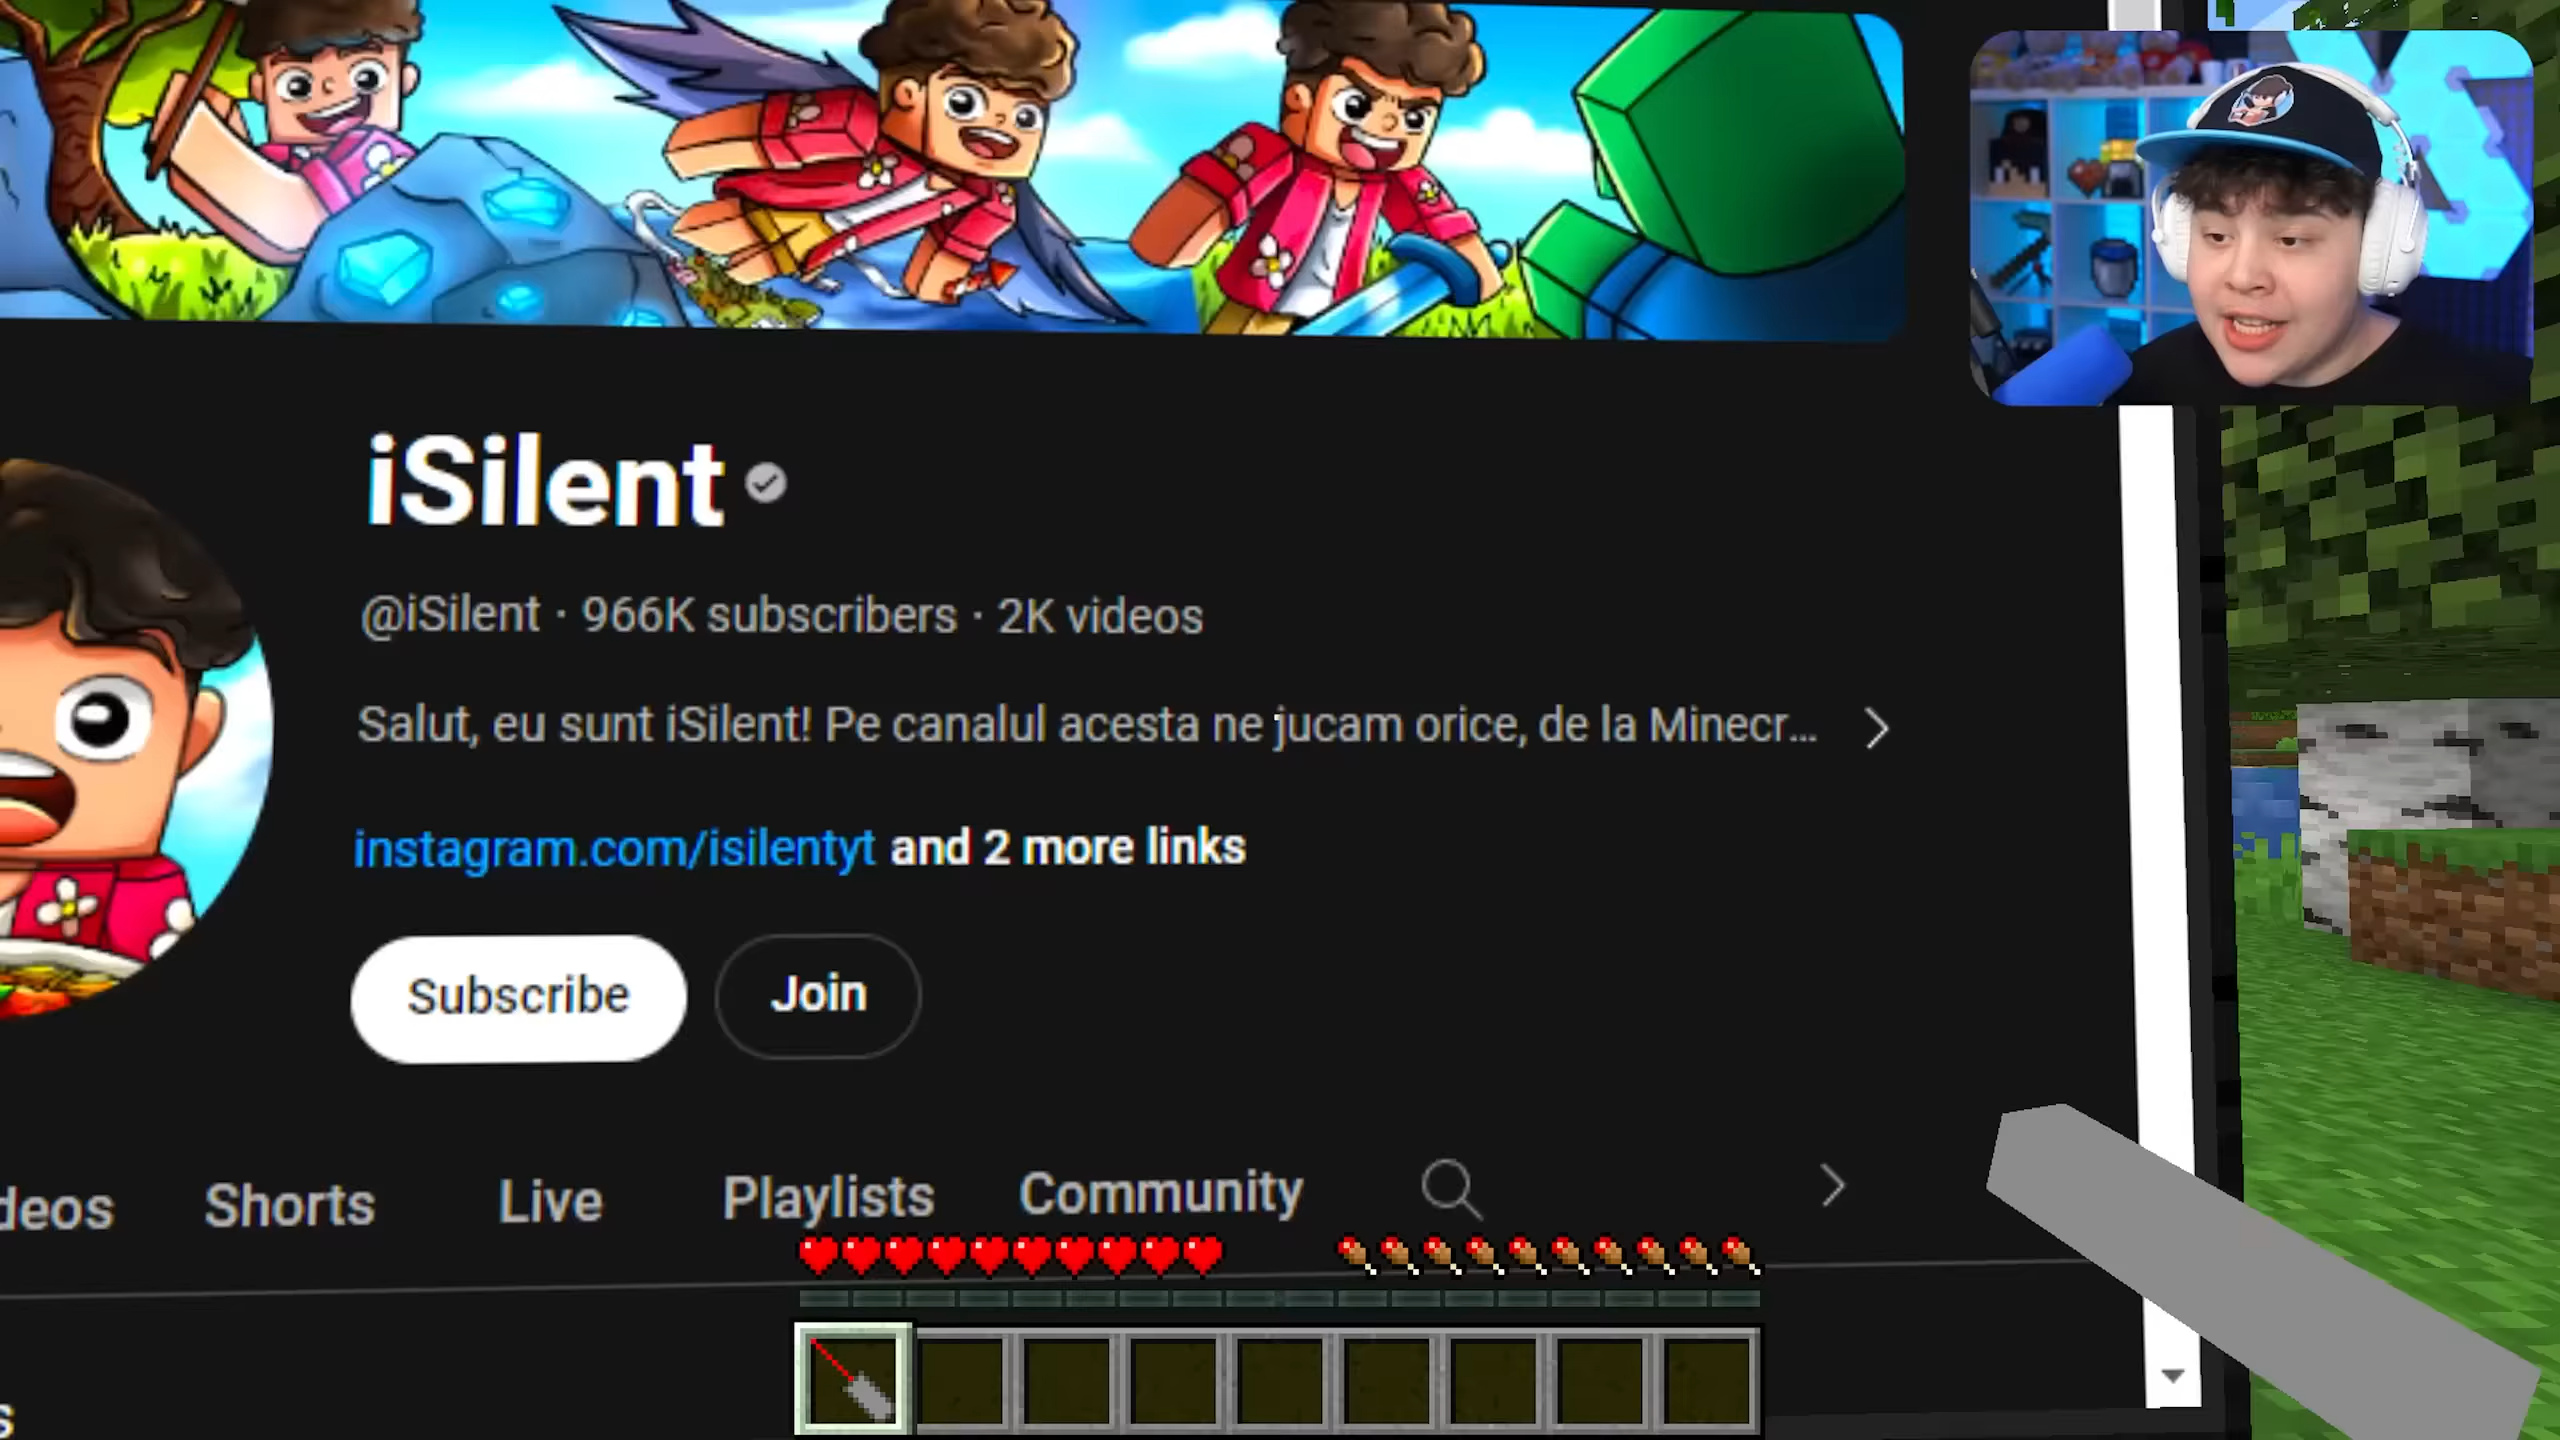 iSilent
@iSilent · 966K subscribers · 2K videos
Salut, eu sunt iSilent! Pe canalul acesta ne jucam orice, de la Minecr...
instagram.com/isilentyt and 2 more links
Subscribe
Join
deos Shorts Live Playlists Community
s